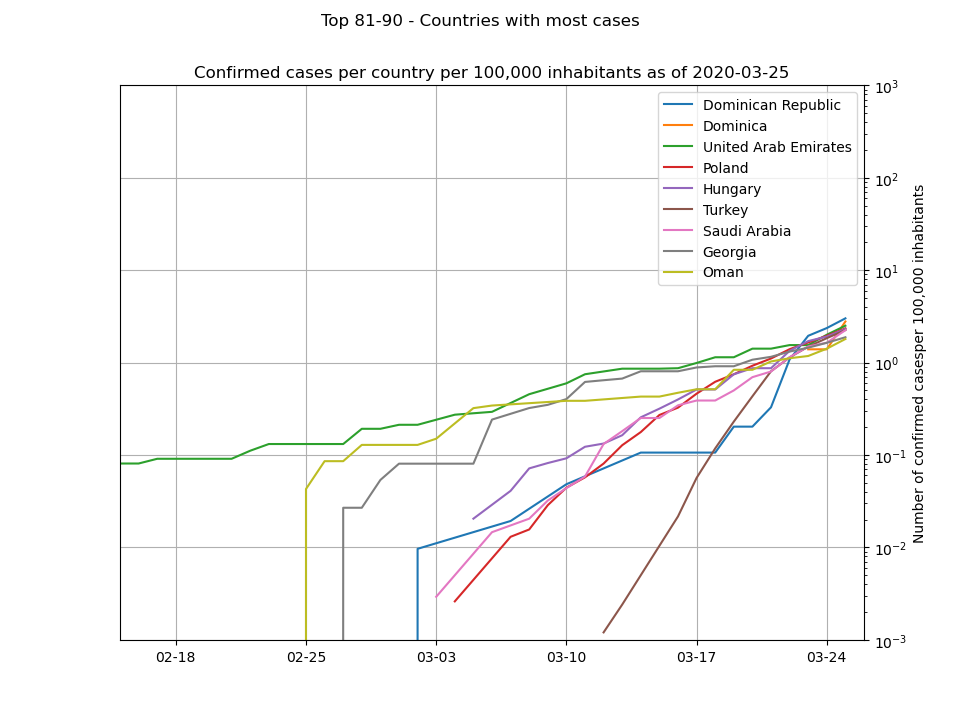 Top 81-90 - Countries with most cases
Confirmed cases per country per 100,000 inhabitants as of 2020-03-25
Dominican Republic
Dominica
United Arab Emirates
Poland
Hungary
Turkey
Saudi Arabia
Georgia
Oman
10³
10²
10¹
10⁰
10⁻¹
10⁻²
10⁻³
Number of confirmed casesper 100,000 inhabitants
02-18 02-25 03-03 03-10 03-17 03-24